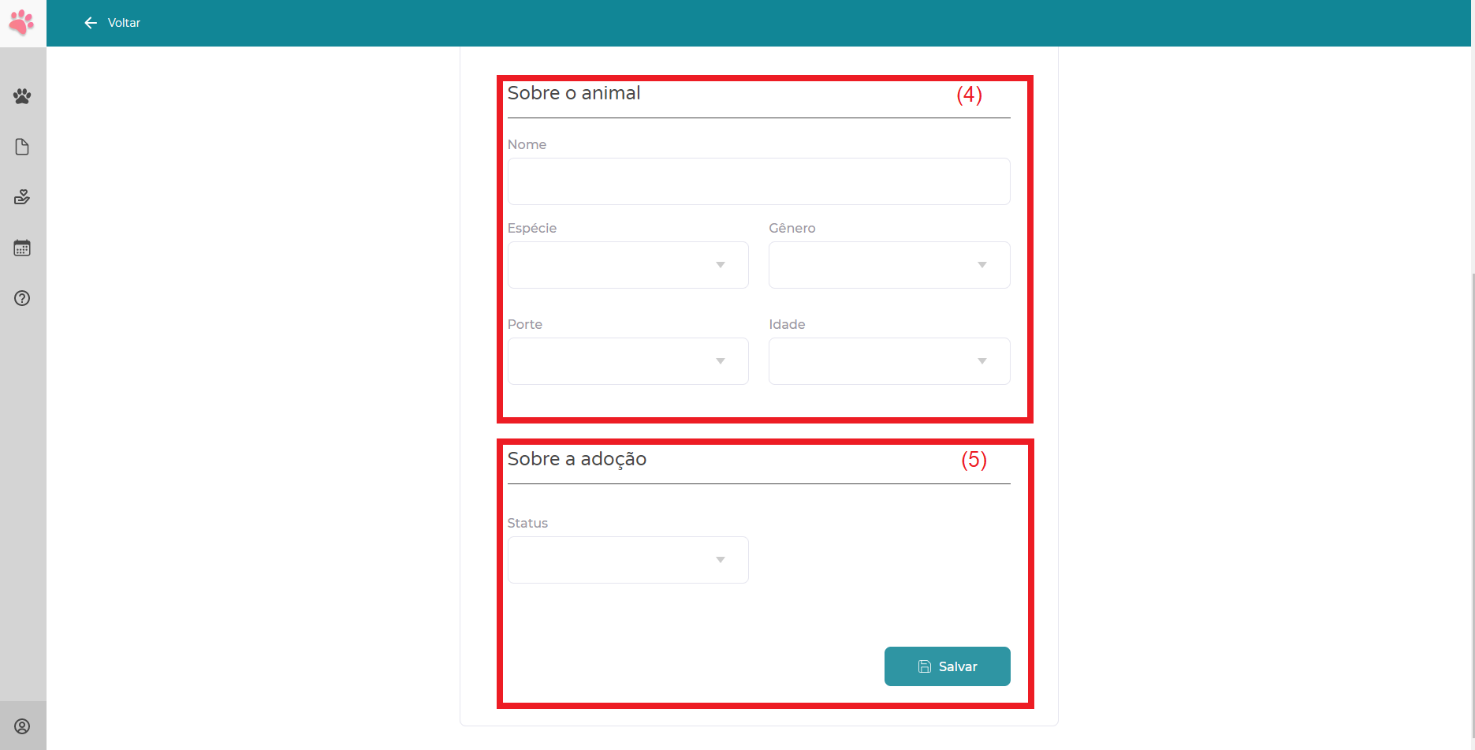 Voltar
Sobre o animal (4)
Nome
Espécie Gênero
Porte Idade
Sobre a adoção (5)
Status
Salvar